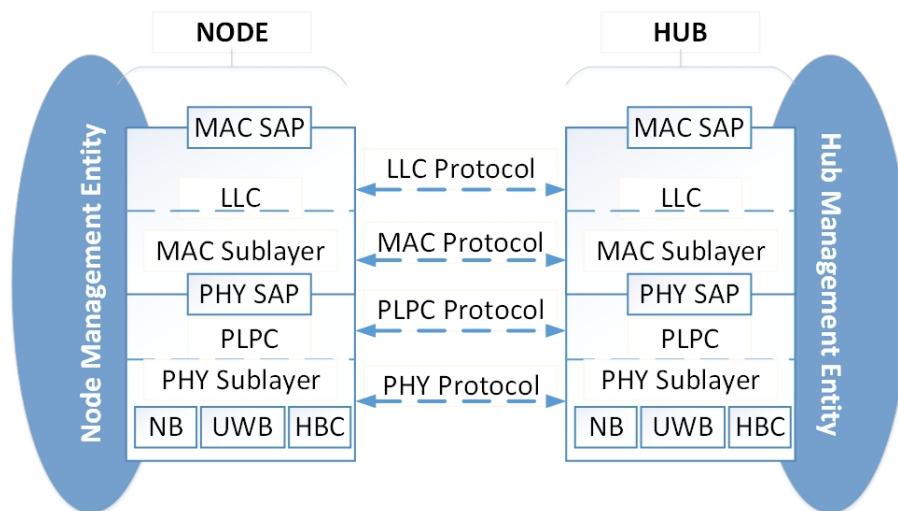 NODE
HUB
Node Management Entity
MAC SAP
LLC
MAC Sublayer
PHY SAP
PLPC
PHY Sublayer
NB
UWB
HBC
LLC Protocol
MAC Protocol
PLPC Protocol
PHY Protocol
MAC SAP
LLC
MAC Sublayer
PHY SAP
PLPC
PHY Sublayer
NB
UWB
HBC
Hub Management Entity